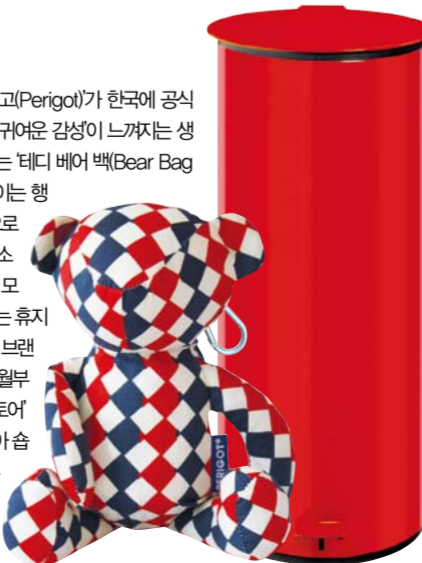 고(Perigot)'가 한국에 공식
귀여운 감성'이 느껴지는 생
는 '테디 베어 백(Bear Bag
이는 행
로
소
모
는 휴지
브랜
월부
토어'
아 숍
PERIGOT®